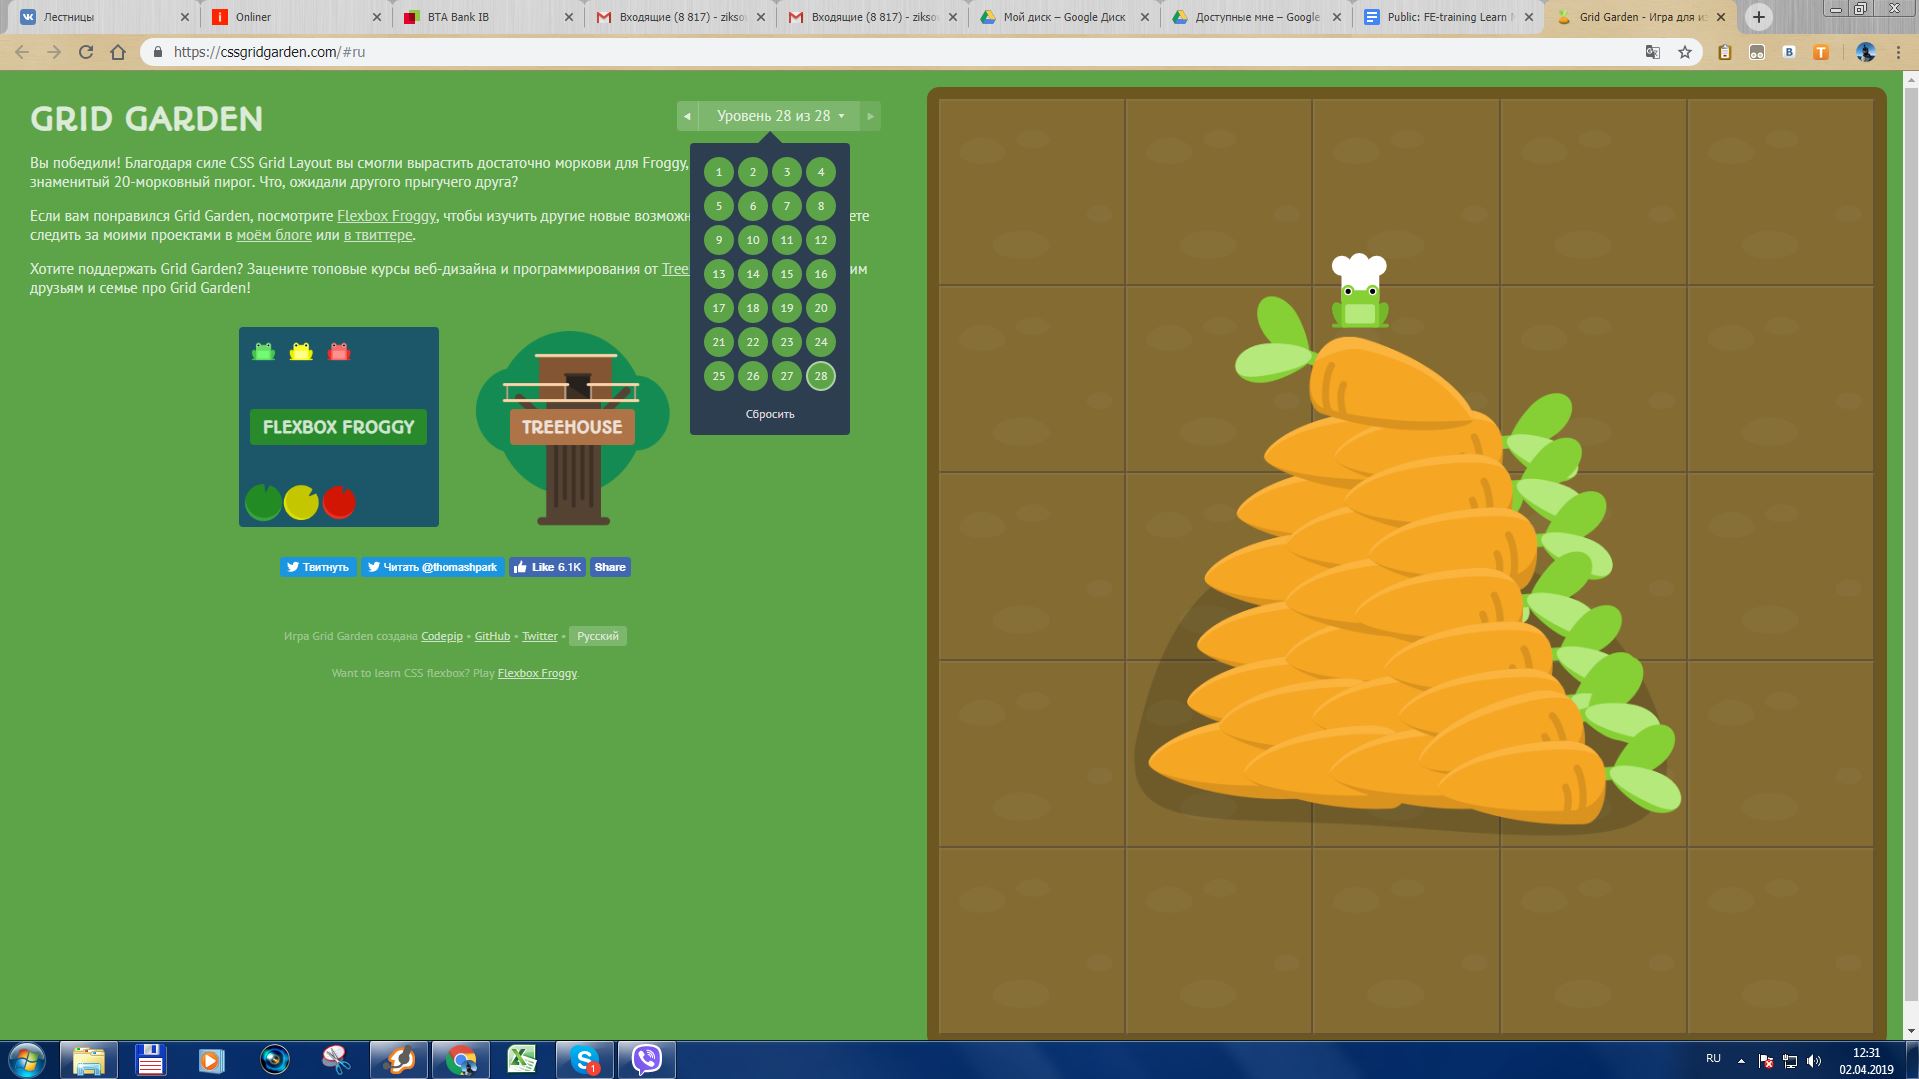 Лестницы
Onliner
BTA Bank IB
Входящие (8 817) - zikso
Входящие (8 817) - zikso
Мой диск – Google Диск
Доступные мне – Google
Public: FE-training Learn
Grid Garden - Игра для и
https://cssgridgarden.com/#ru
GRID GARDEN
Уровень 28 из 28
Вы победили! Благодаря силе CSS Grid Layout вы смогли вырастить достаточно моркови для Froggy,
знаменитый 20-морковный пирог. Что, ожидали другого прыгучего друга?
Если вам понравился Grid Garden, посмотрите Flexbox Froggy, чтобы изучить другие новые возможн ете
следить за моими проектами в моём блоге или в твиттере.
Хотите поддержать Grid Garden? Зацените топовые курсы веб-дизайна и программирования от Tree им
друзьям и семье про Grid Garden!
1 2 3 4
5 6 7 8
9 10 11 12
13 14 15 16
17 18 19 20
21 22 23 24
25 26 27 28
Сбросить
FLEXBOX FROGGY
TREEHOUSE
Твитнуть
Читать @thomashpark
Like 6.1K
Share
Игра Grid Garden создана Codepip • GitHub • Twitter • Русский
Want to learn CSS flexbox? Play Flexbox Froggy.
RU
12:31
02.04.2019